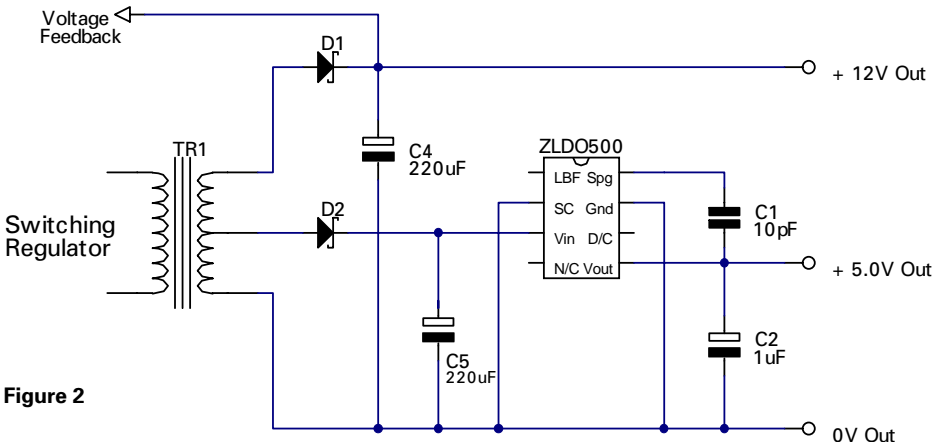 Voltage
Feedback
D1
+ 12V Out
TR1
C4
220uF
ZLDO500
LBF Spg
SC Gnd
Vin D/C
N/C Vout
C1
10pF
D2
Switching
Regulator
+ 5.0V Out
C2
1uF
C5
220uF
Figure 2
0V Out